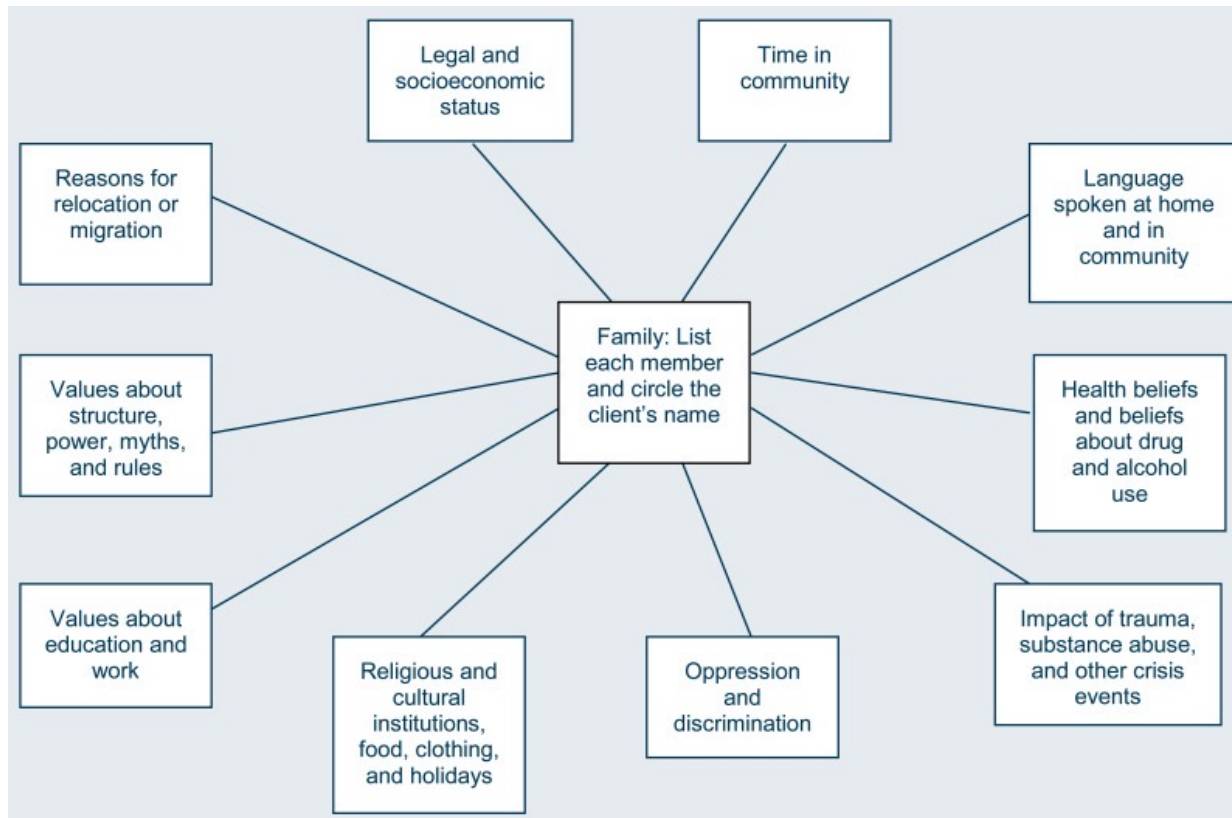 Legal and
socioeconomic
status
Time in
community
Reasons for
relocation or
migration
Language
spoken at home
and in
community
Family: List
each member
and circle the
client's name
Values about
structure,
power, myths,
and rules
Health beliefs
and beliefs
about drug
and alcohol
use
Values about
education and
work
Religious and
cultural
institutions,
food, clothing,
and holidays
Oppression
and
discrimination
Impact of trauma,
substance abuse,
and other crisis
events